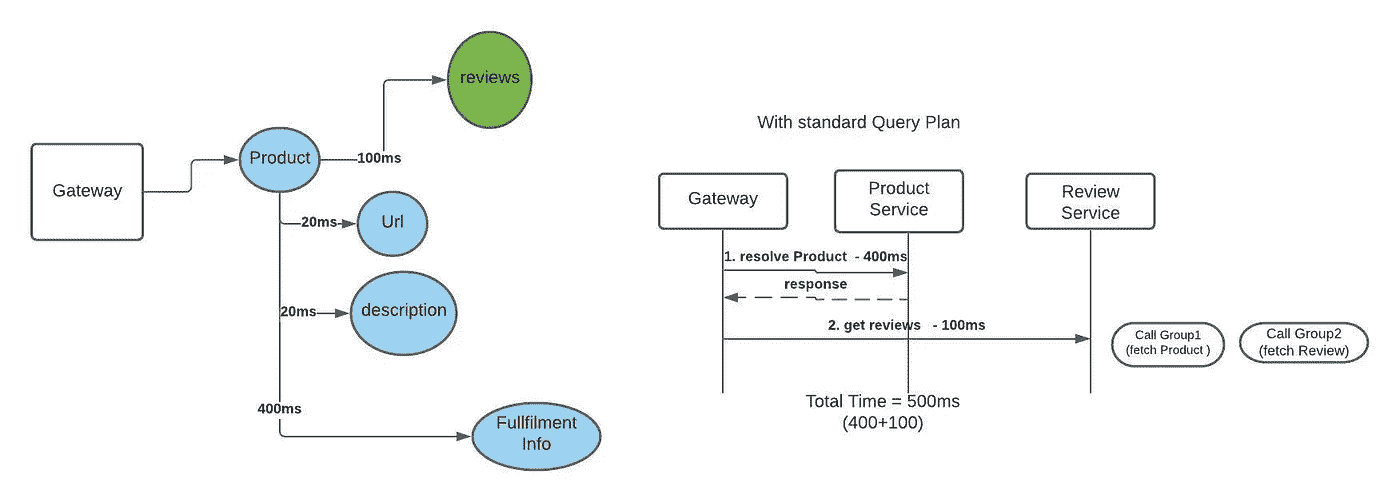 reviews
Gateway
Product
100ms
20ms
Url
20ms
description
400ms
Fullfilment
Info
With standard Query Plan
Gateway
Product
Service
Review
Service
1. resolve Product - 400ms
response
2. get reviews - 100ms
Call Group1
(fetch Product )
Call Group2
(fetch Review)
Total Time = 500ms
(400+100)